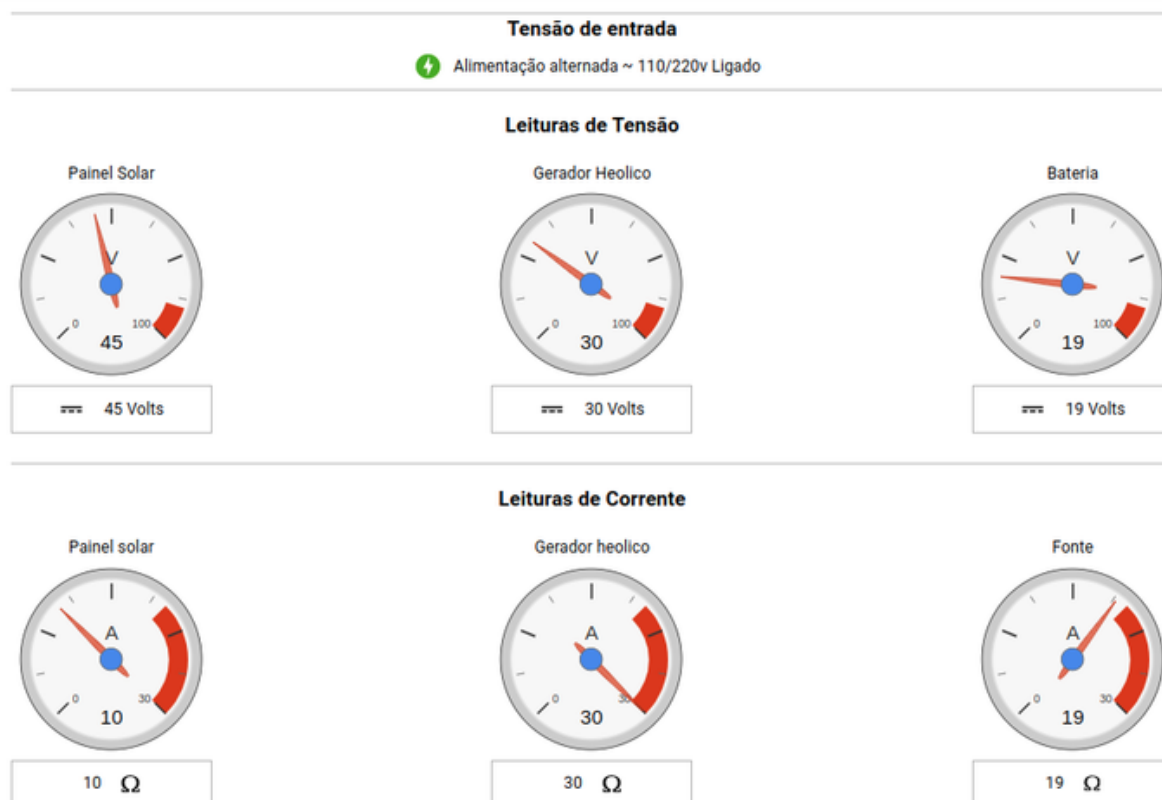 Tensão de entrada
Alimentação alternada ~ 110/220v Ligado
Leituras de Tensão
Painel Solar
V
0
100
45
45 Volts
Gerador Heolico
V
0
100
30
30 Volts
Bateria
V
0
100
19
19 Volts
Leituras de Corrente
Painel solar
A
0
30
10
10 Ω
Gerador heolico
A
0
30
30
30 Ω
Fonte
A
0
30
19
19 Ω